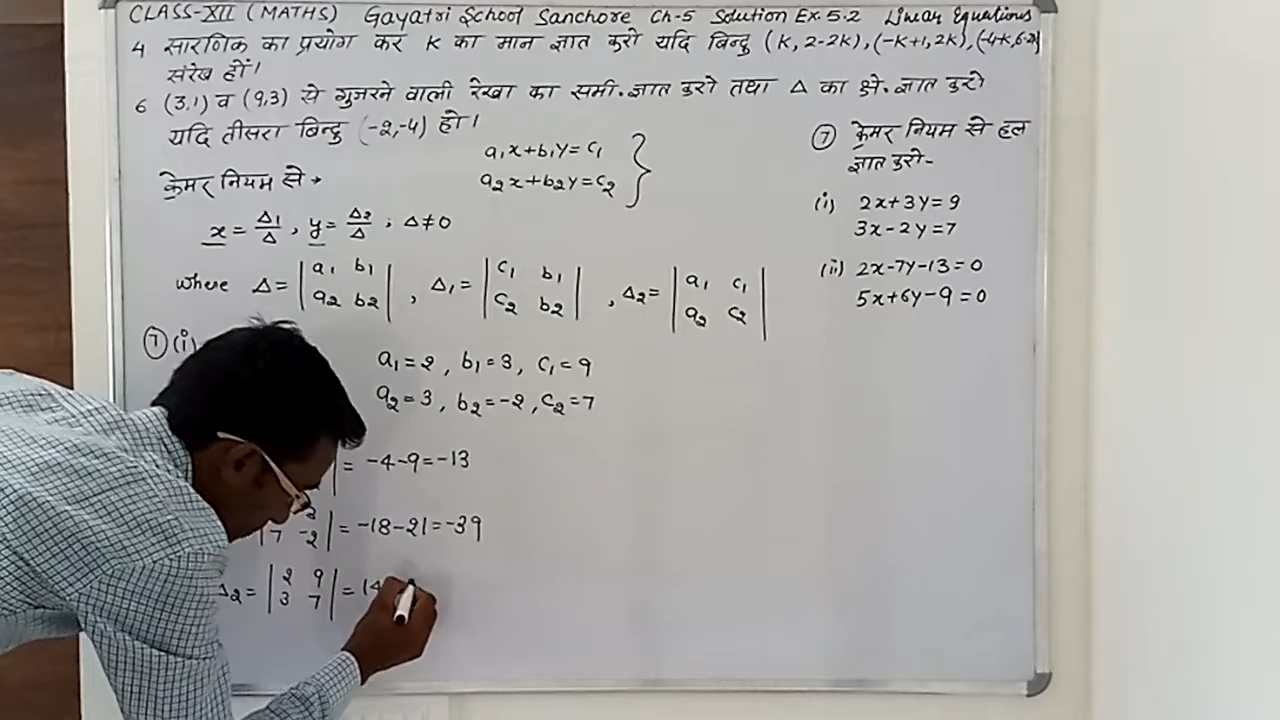 CLASS-XII (MATHS) Gayatri School Sanchore Ch-5 Solution Ex.5.2 Linear Equations
4 सारणिक का प्रयोग कर K का मान ज्ञात करो यदि बिन्दु (K, 2-2K), (-K+1, 2K), (-4-K, 6-2K)
संरेख हों।
6 (3,1) व (9,3) से गुजरने वाली रेखा का समी. ज्ञात करो तथा Δ का क्षे. ज्ञात करो
यदि तीसरा बिन्दु (-2,-4) हो।
क्रेमर नियम से →
a₁x+b₁y=c₁
a₂x+b₂y=c₂ }
x = Δ₁/Δ , y = Δ₂/Δ ; Δ≠0
where Δ = |a₁ b₁
a₂ b₂| , Δ₁ = |c₁ b₁
c₂ b₂| , Δ₂ = |a₁ c₁
a₂ c₂|
⑦ क्रेमर नियम से हल
ज्ञात करो-
(i) 2x+3y=9
3x-2y=7
(ii) 2x-7y-13=0
5x+6y-9=0
⑦(i)
a₁=2, b₁=3, c₁=9
a₂=3, b₂=-2, c₂=7
| = -4-9=-13
3
7 -2| = -18-21=-39
Δ₂ = |2 9
3 7| = 14